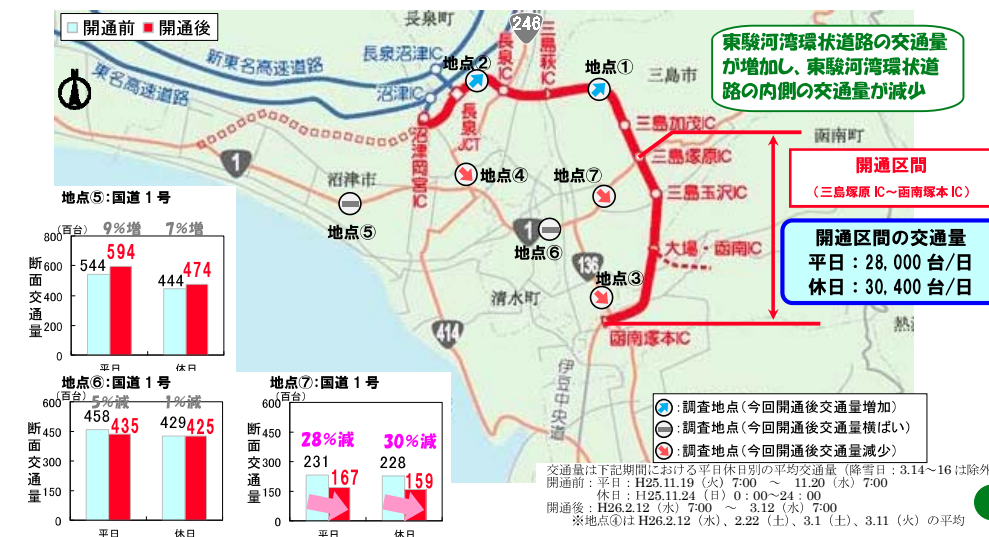 開通前 開通後
長泉町
246
東駿河湾環状道路の交通量
が増加し、東駿河湾環状道
路の内側の交通量が減少
新東名高速道路
東名高速道路
長泉沼津IC
沼津IC
地点②
長泉IC
三島萩IC
地点①
三島市
長泉JCT
沼津岡宮IC
三島加茂IC
函南町
三島塚原IC
開通区間
(三島塚原IC～函南塚本IC)
1
沼津市
地点④
地点⑦
三島玉沢IC
地点⑤
1
地点⑥
大場・函南IC
開通区間の交通量
平日：28,000台/日
休日：30,400台/日
136
地点③
清水町
414
函南塚本IC
熱
伊豆中央道
地点⑤:国道1号
(百台)
9%増 7%増
断面交通量
800
600
400
200
0
544 594
444 474
平日 休日
地点⑥:国道1号
(百台)
5%減 1%減
断面交通量
600
450
300
150
0
458 435
429 425
平日 休日
地点⑦:国道1号
(百台)
断面交通量
600
450
300
150
0
28%減 30%減
231 167
228 159
平日 休日
:調査地点(今回開通後交通量増加)
:調査地点(今回開通後交通量横ばい)
:調査地点(今回開通後交通量減少)
交通量は下記期間における平日休日別の平均交通量（降雪日：3.14～16は除外
開通前：平日：H25.11.19（火）7:00 ～ 11.20（水）7:00
休日：H25.11.24（日）0：00～24：00
開通後：H26.2.12（水）7:00 ～ 3.12（水）7:00
※地点④はH26.2.12（水）、2.22（土）、3.1（土）、3.11（火）の平均